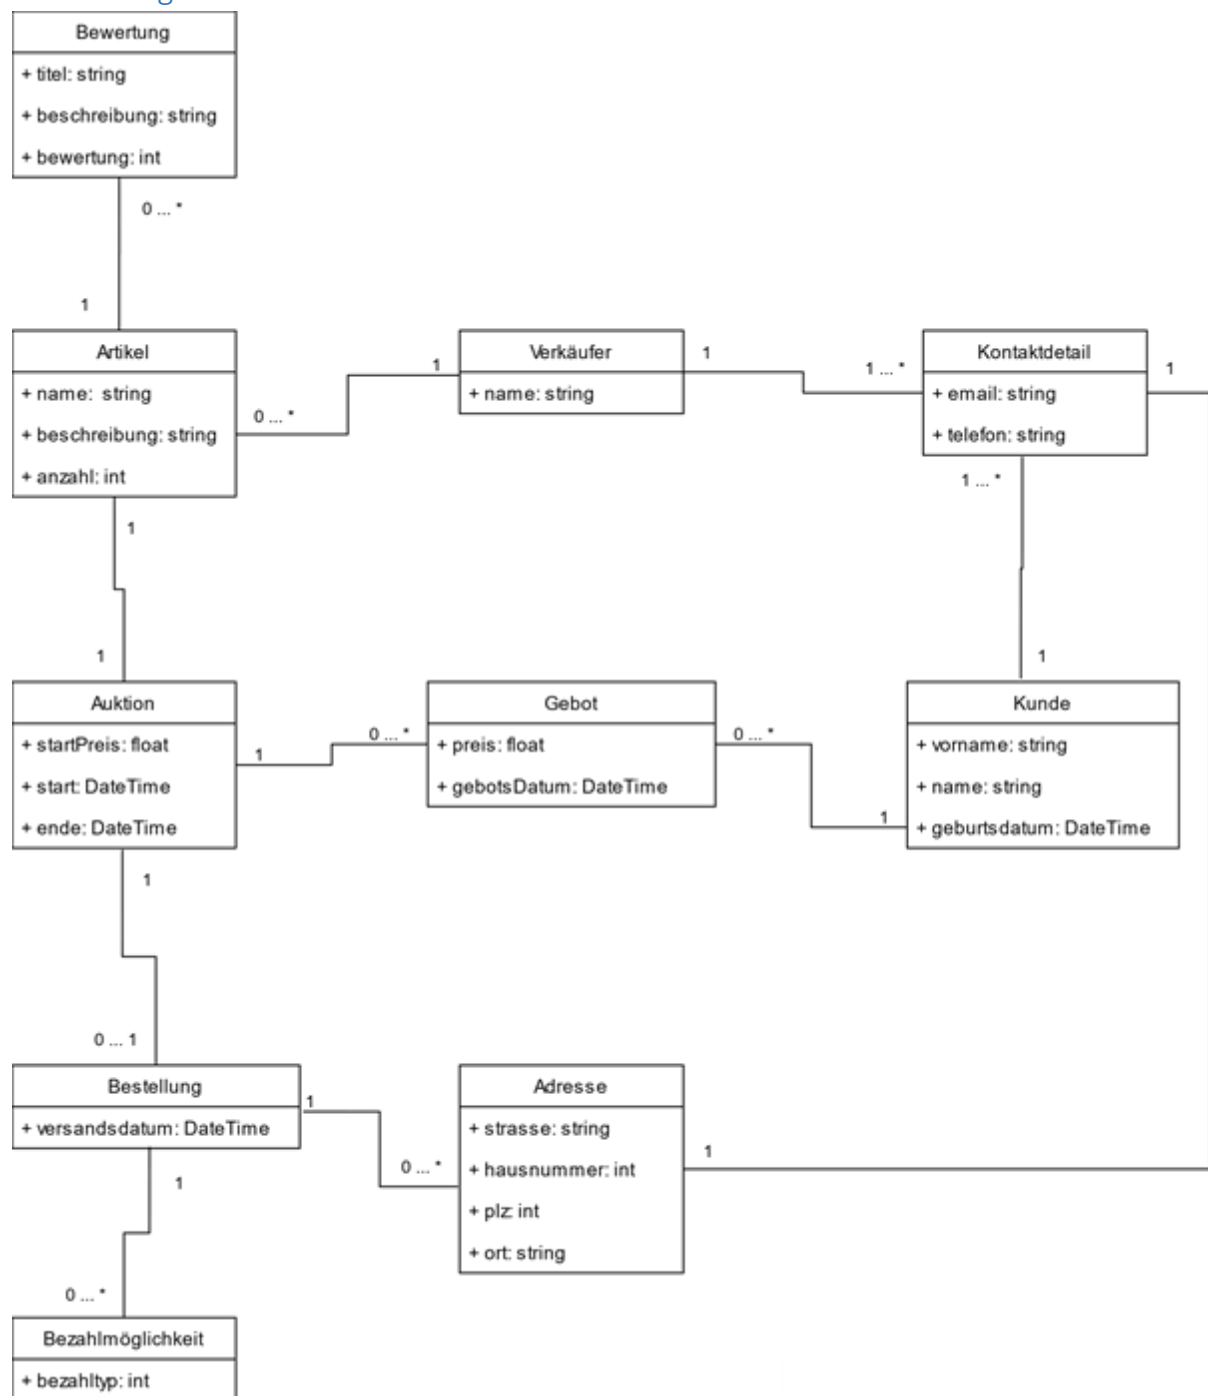 Bewertung
+ titel: string
+ beschreibung: string
+ bewertung: int
0 ... *
1
Artikel
+ name: string
+ beschreibung: string
+ anzahl: int
0 ... *
1
Verkäufer
+ name: string
1
1 ... *
Kontaktdetail
+ email: string
+ telefon: string
1
1 ... *
1
1
1
Auktion
+ startPreis: float
+ start: DateTime
+ ende: DateTime
1
0 ... *
Gebot
+ preis: float
+ gebotsDatum: DateTime
0 ... *
1
Kunde
+ vorname: string
+ name: string
+ geburtsdatum: DateTime
1
0 ... 1
Bestellung
+ versandsdatum: DateTime
1
0 ... *
Adresse
+ strasse: string
+ hausnummer: int
+ plz: int
+ ort: string
1
1
0 ... *
Bezahlmöglichkeit
+ bezahltyp: int